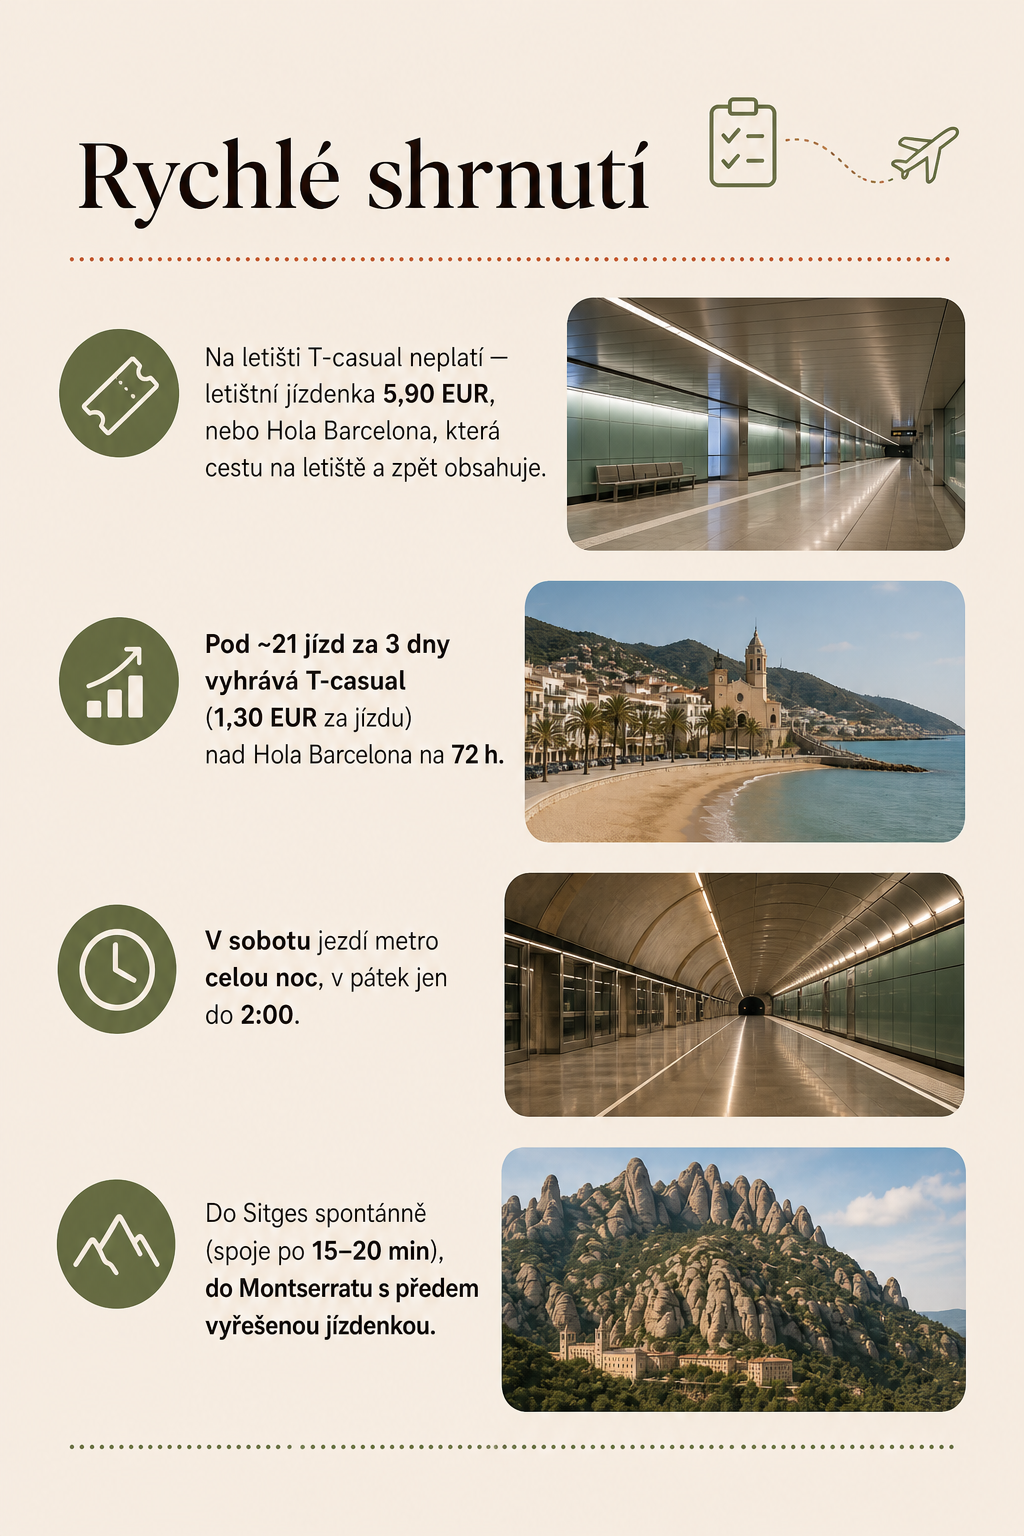 Rychlé shrnutí
Na letišti T-casual neplatí —
letištní jízdenka 5,90 EUR,
nebo Hola Barcelona, která
cestu na letiště a zpět obsahuje.
Pod ~21 jízd za 3 dny
vyhrává T-casual
(1,30 EUR za jízdu)
nad Hola Barcelona na 72 h.
V sobotu jezdí metro
celou noc, v pátek jen
do 2:00.
Do Sitges spontánně
(spoje po 15–20 min),
do Montserratu s předem
vyřešenou jízdenkou.